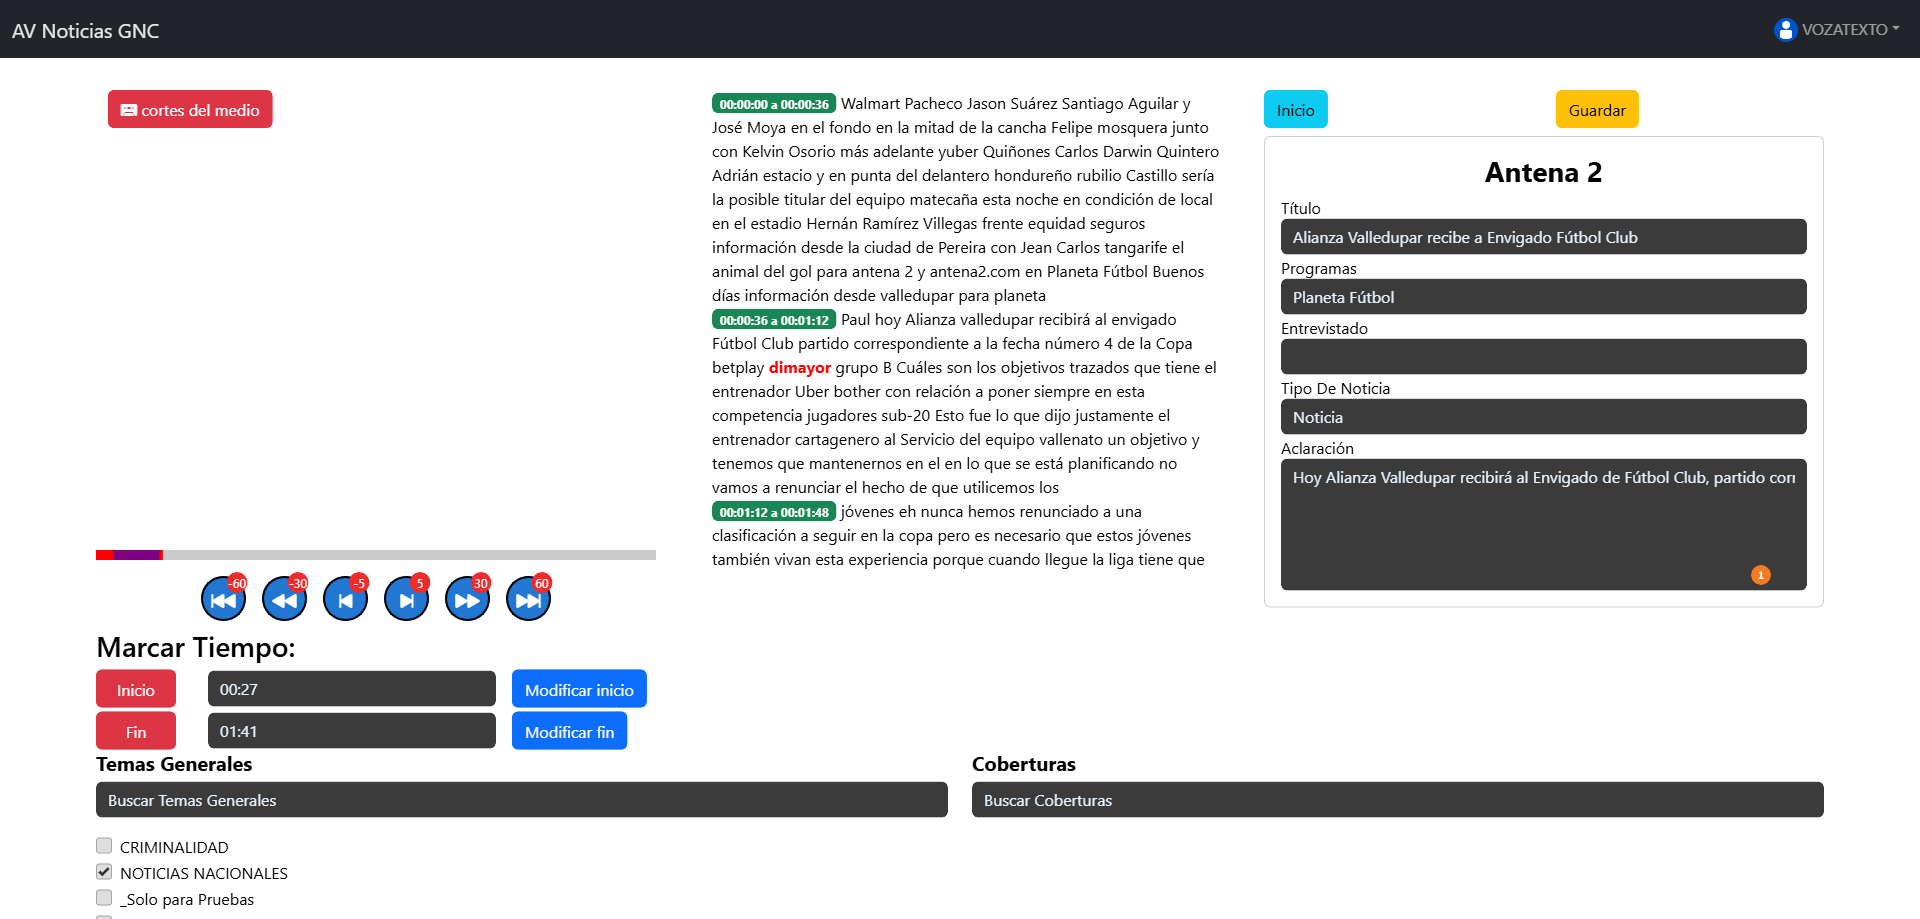 AV Noticias GNC
VOZATEXTO
cortes del medio
-60
-30
-5
5
30
60
Marcar Tiempo:
Inicio
00:27
Modificar inicio
Fin
01:41
Modificar fin
00:00:00 a 00:00:36 Walmart Pacheco Jason Suárez Santiago Aguilar y
José Moya en el fondo en la mitad de la cancha Felipe mosquera junto
con Kelvin Osorio más adelante yuber Quiñones Carlos Darwin Quintero
Adrián estacio y en punta del delantero hondureño rubilio Castillo sería
la posible titular del equipo matecaña esta noche en condición de local
en el estadio Hernán Ramírez Villegas frente equidad seguros
información desde la ciudad de Pereira con Jean Carlos tangarife el
animal del gol para antena 2 y antena2.com en Planeta Fútbol Buenos
días información desde valledupar para planeta
00:00:36 a 00:01:12 Paul hoy Alianza valledupar recibirá al envigado
Fútbol Club partido correspondiente a la fecha número 4 de la Copa
betplay dimayor grupo B Cuáles son los objetivos trazados que tiene el
entrenador Uber bother con relación a poner siempre en esta
competencia jugadores sub-20 Esto fue lo que dijo justamente el
entrenador cartagenero al Servicio del equipo vallenato un objetivo y
tenemos que mantenernos en el en lo que se está planificando no
vamos a renunciar el hecho de que utilicemos los
00:01:12 a 00:01:48 jóvenes eh nunca hemos renunciado a una
clasificación a seguir en la copa pero es necesario que estos jóvenes
también vivan esta experiencia porque cuando llegue la liga tiene que
Inicio
Guardar
Antena 2
Título
Alianza Valledupar recibe a Envigado Fútbol Club
Programas
Planeta Fútbol
Entrevistado
Tipo De Noticia
Noticia
Aclaración
Hoy Alianza Valledupar recibirá al Envigado de Fútbol Club, partido
1
Temas Generales
Buscar Temas Generales
CRIMINALIDAD
NOTICIAS NACIONALES
_Solo para Pruebas
Coberturas
Buscar Coberturas